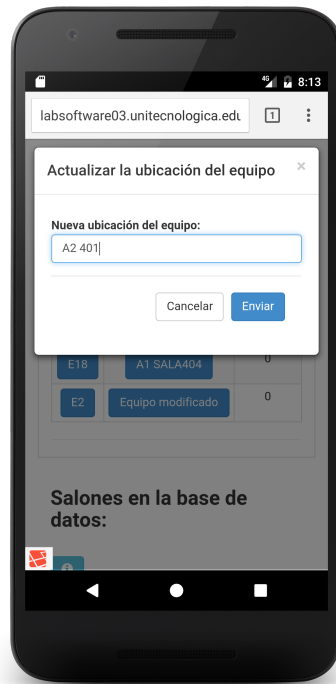 4G 8:13
labsoftware03.unitecnologica.edu
1
Actualizar la ubicación del equipo ×
Nueva ubicación del equipo:
A2 401
Cancelar Enviar
E18 A1 SALA404 0
E2 Equipo modificado 0
Salones en la base de
datos: